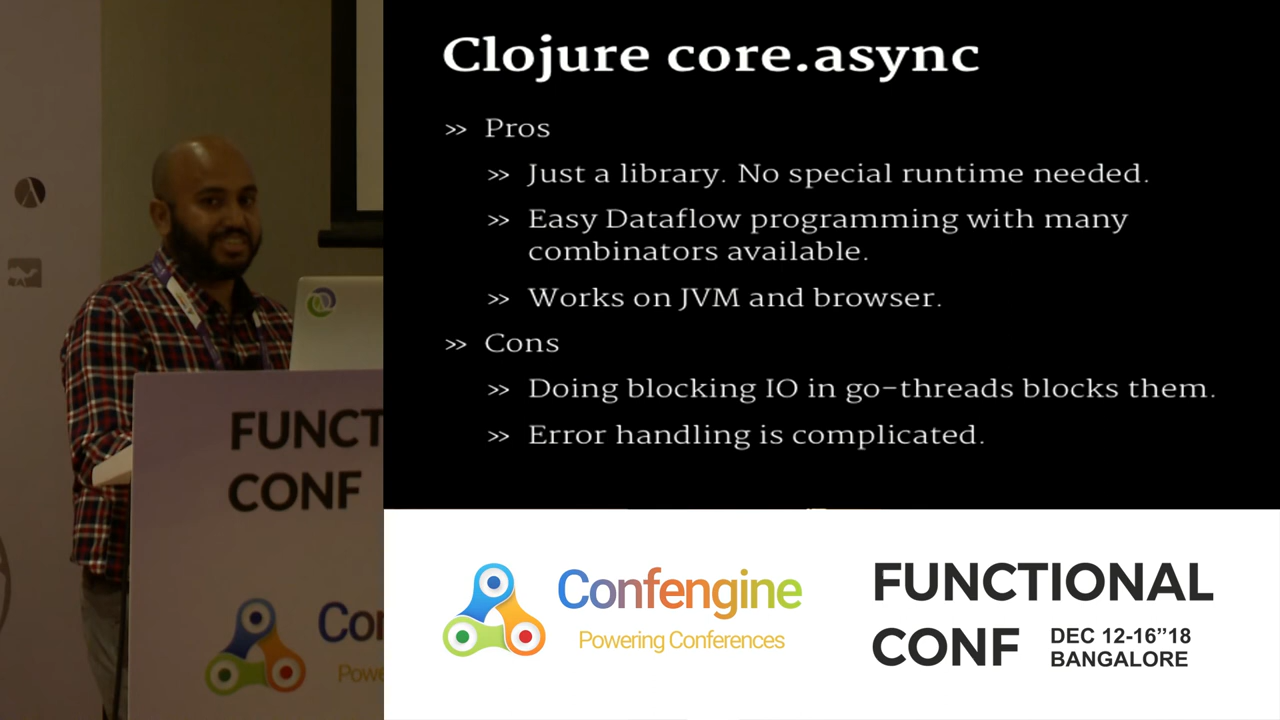 Clojure core.async
>> Pros
>> Just a library. No special runtime needed.
>> Easy Dataflow programming with many
combinators available.
>> Works on JVM and browser.
>> Cons
>> Doing blocking IO in go-threads blocks them.
>> Error handling is complicated.
FUNCT
CONF
Co
Powe
Confengine
Powering Conferences
FUNCTIONAL
CONF
DEC 12-16”18
BANGALORE